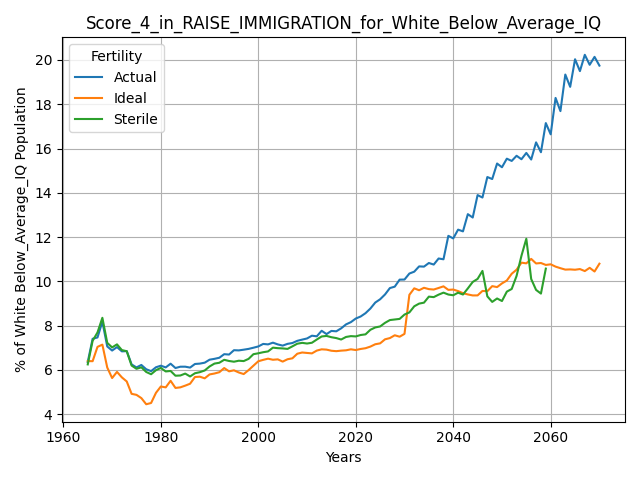 Score_4_in_RAISE_IMMIGRATION_for_White_Below_Average_IQ
Fertility
Actual
Ideal
Sterile
% of White Below_Average_IQ Population
20
18
16
14
12
10
8
6
4
1960 1980 2000 2020 2040 2060
Years